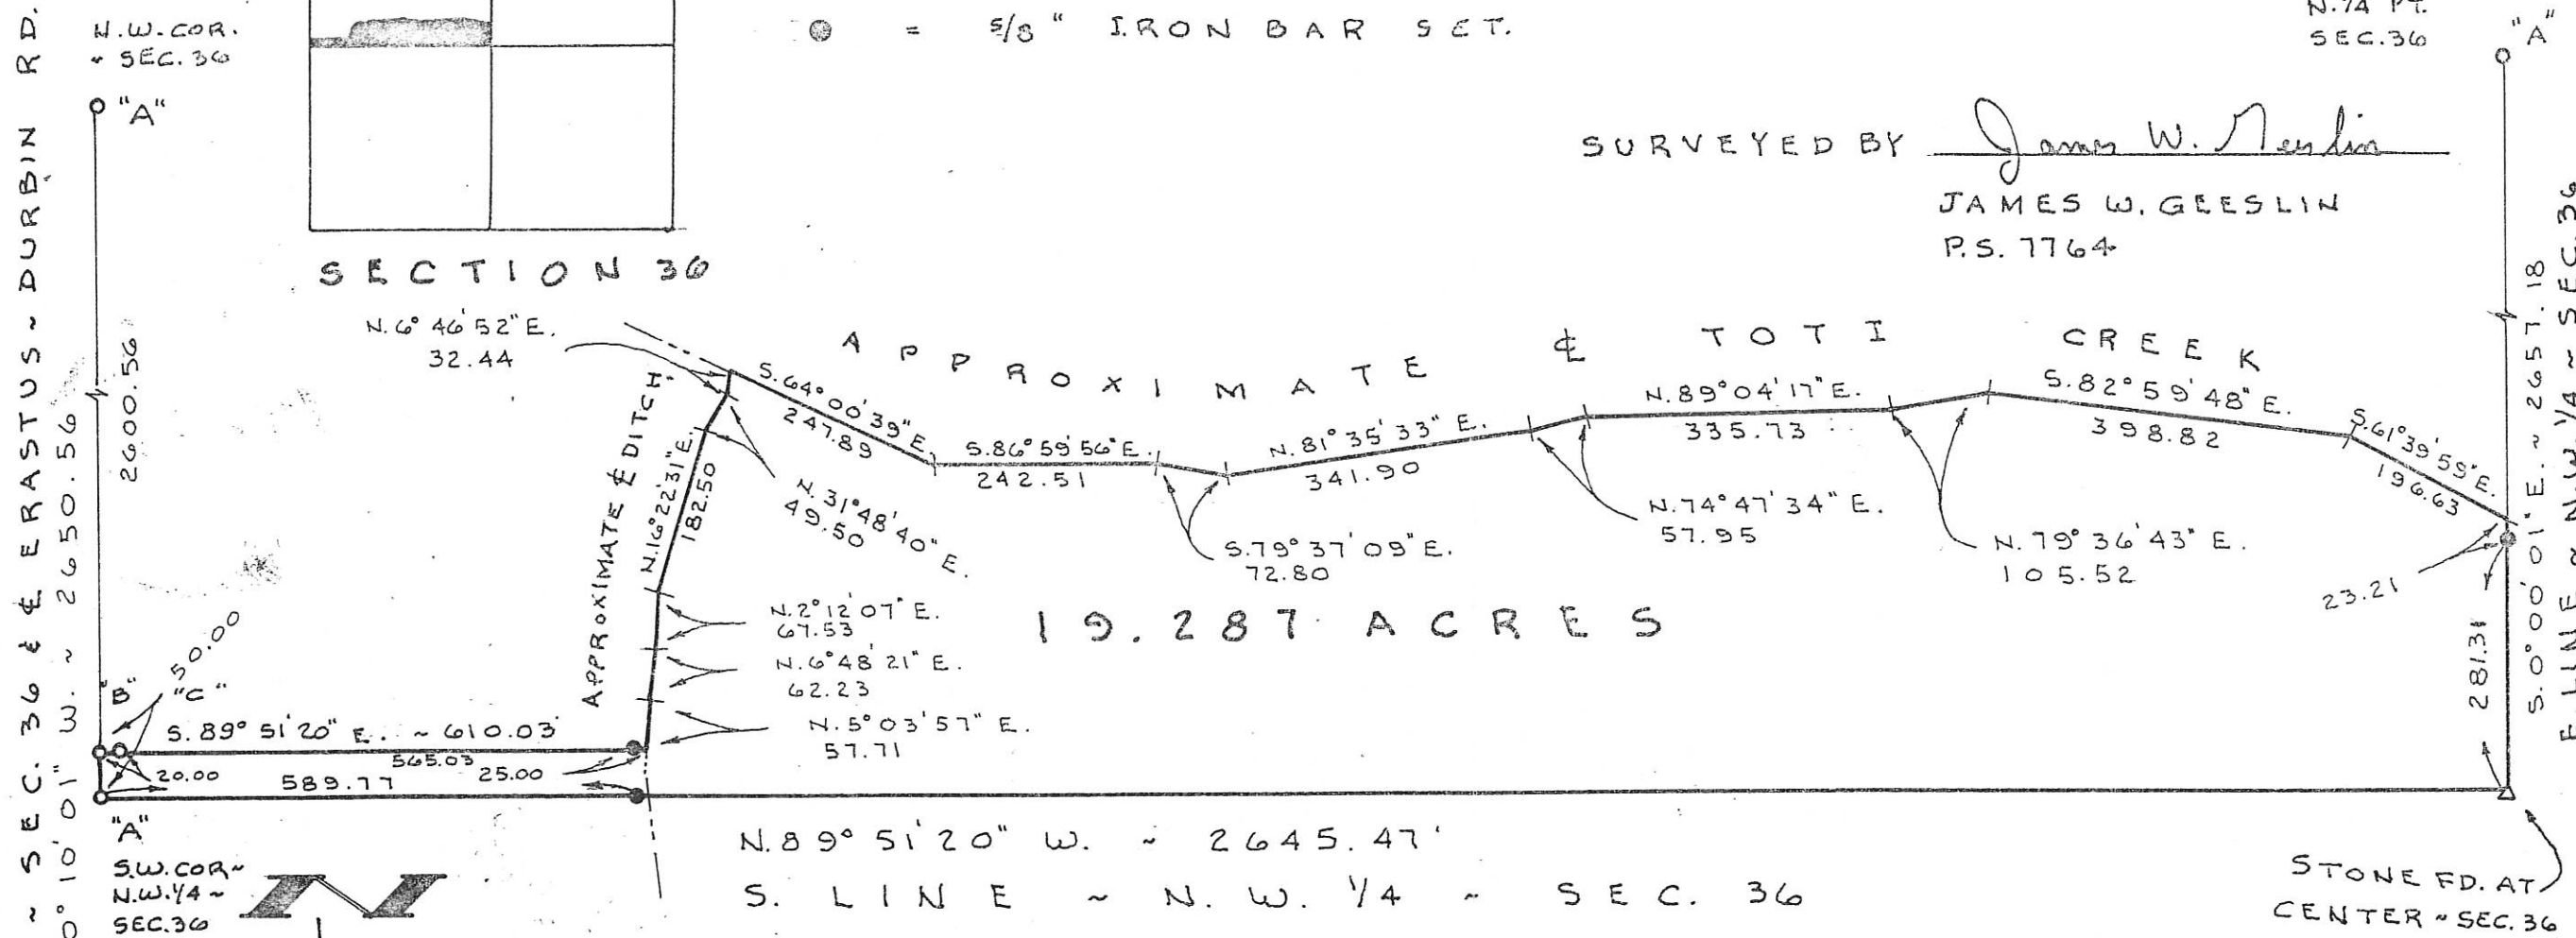 N.W. COR.
~ SEC. 36
"A"
= 5/8" IRON BAR SET.
N. 1/4 PT.
SEC. 36
"A"
SURVEYED BY James W. Geeslin
JAMES W. GEESLIN
P.S. 7764
SECTION 36
~ SEC. 36 & ℄ ERASTUS ~ DURBIN RD.
0° 10' 01" W. ~ 2650.56
2600.56
N. 6° 46' 52" E.
32.44
APPROXIMATE ℄ TOTI CREEK
S. 64° 00' 39" E.
247.89
S. 86° 59' 56" E.
242.51
N. 81° 35' 33" E.
341.90
N. 89° 04' 17" E.
335.73
S. 82° 59' 48" E.
398.82
S. 61° 39' 59" E.
196.63
APPROXIMATE ℄ DITCH
N. 16° 22' 31" E.
182.50
N. 31° 48' 40" E.
49.50
S. 79° 37' 09" E.
72.80
N. 74° 47' 34" E.
57.95
N. 79° 36' 43" E.
105.52
23.21
N. 2° 12' 07" E.
67.53
N. 6° 48' 21" E.
62.23
N. 5° 03' 57" E.
57.71
19.287 ACRES
281.31
S. 0° 00' 01" E. ~ 2657.18
E. LINE ~ N.W. 1/4 ~ SEC. 36
50.00
"B"
"C"
S. 89° 51' 20" E. ~ 610.03'
565.03
20.00
25.00
589.77
"A"
S.W. COR ~
N.W. 1/4 ~
SEC. 36
N
N. 89° 51' 20" W. ~ 2645.47'
S. LINE ~ N.W. 1/4 ~ SEC. 36
STONE FD. AT
CENTER ~ SEC. 36